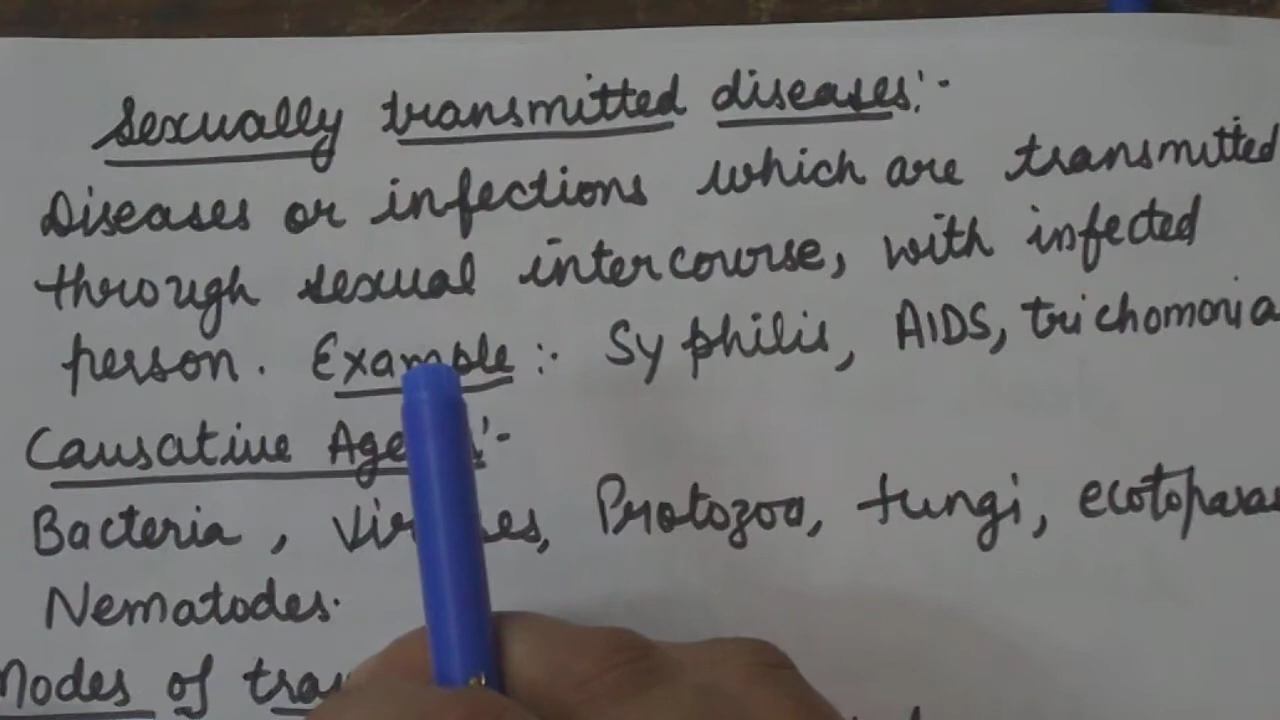 Sexually transmitted diseases:-
Diseases or infections which are transmitted
through sexual intercourse, with infected
person. Example:- Syphilis, AIDS, trichomonia
Causative
Bacteria, Protozoa, fungi, ecotoparas
Nematodes.
Modes of